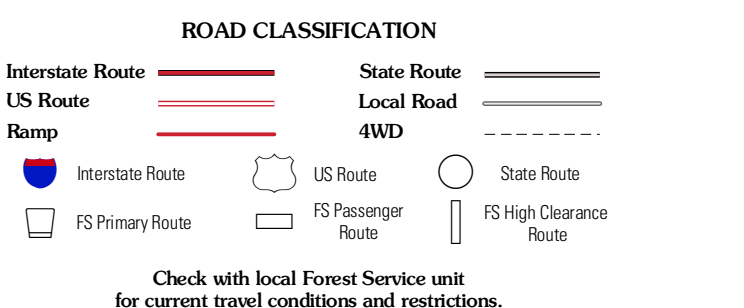 ROAD CLASSIFICATION
Interstate Route
State Route
US Route
Local Road
Ramp
4WD
Interstate Route
US Route
State Route
FS Primary Route
FS Passenger
Route
FS High Clearance
Route
Check with local Forest Service unit
for current travel conditions and restrictions.